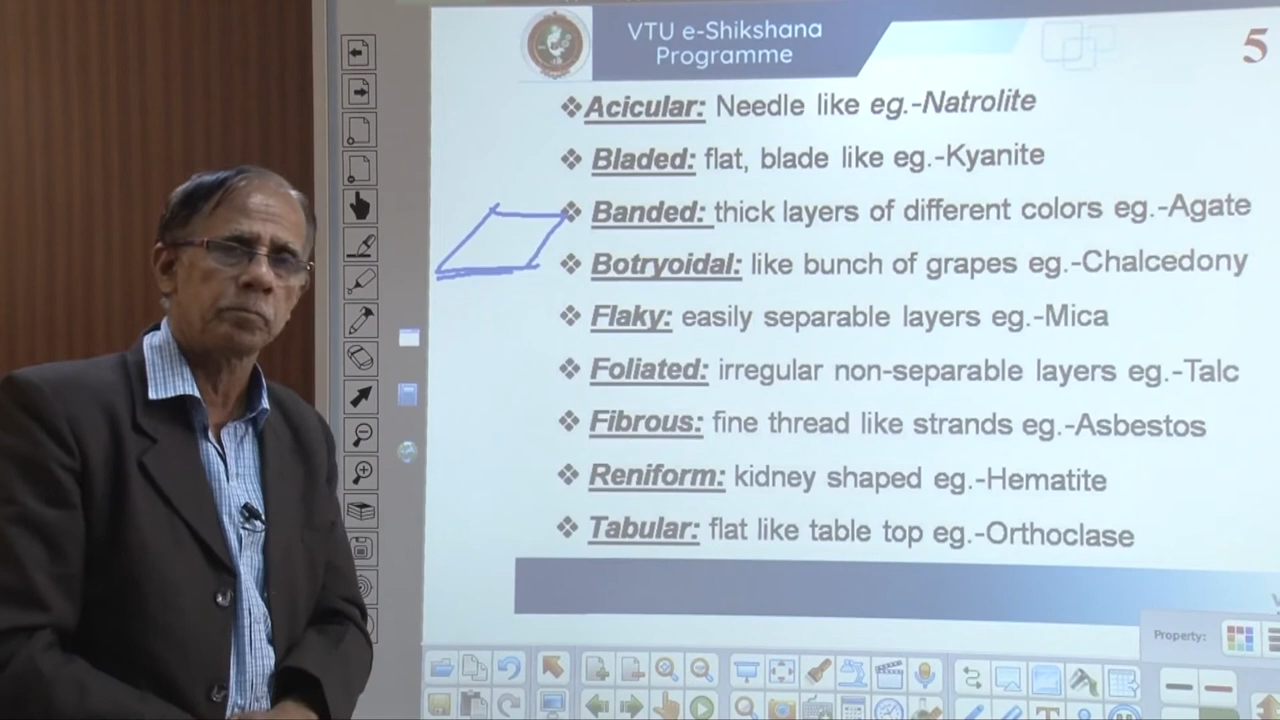 VTU e-Shikshana
Programme
5
❖Acicular: Needle like eg.-Natrolite
❖ Bladed: flat, blade like eg.-Kyanite
❖ Banded: thick layers of different colors eg.-Agate
❖ Botryoidal: like bunch of grapes eg.-Chalcedony
❖ Flaky: easily separable layers eg.-Mica
❖ Foliated: irregular non-separable layers eg.-Talc
❖ Fibrous: fine thread like strands eg.-Asbestos
❖ Reniform: kidney shaped eg.-Hematite
❖ Tabular: flat like table top eg.-Orthoclase
Property: